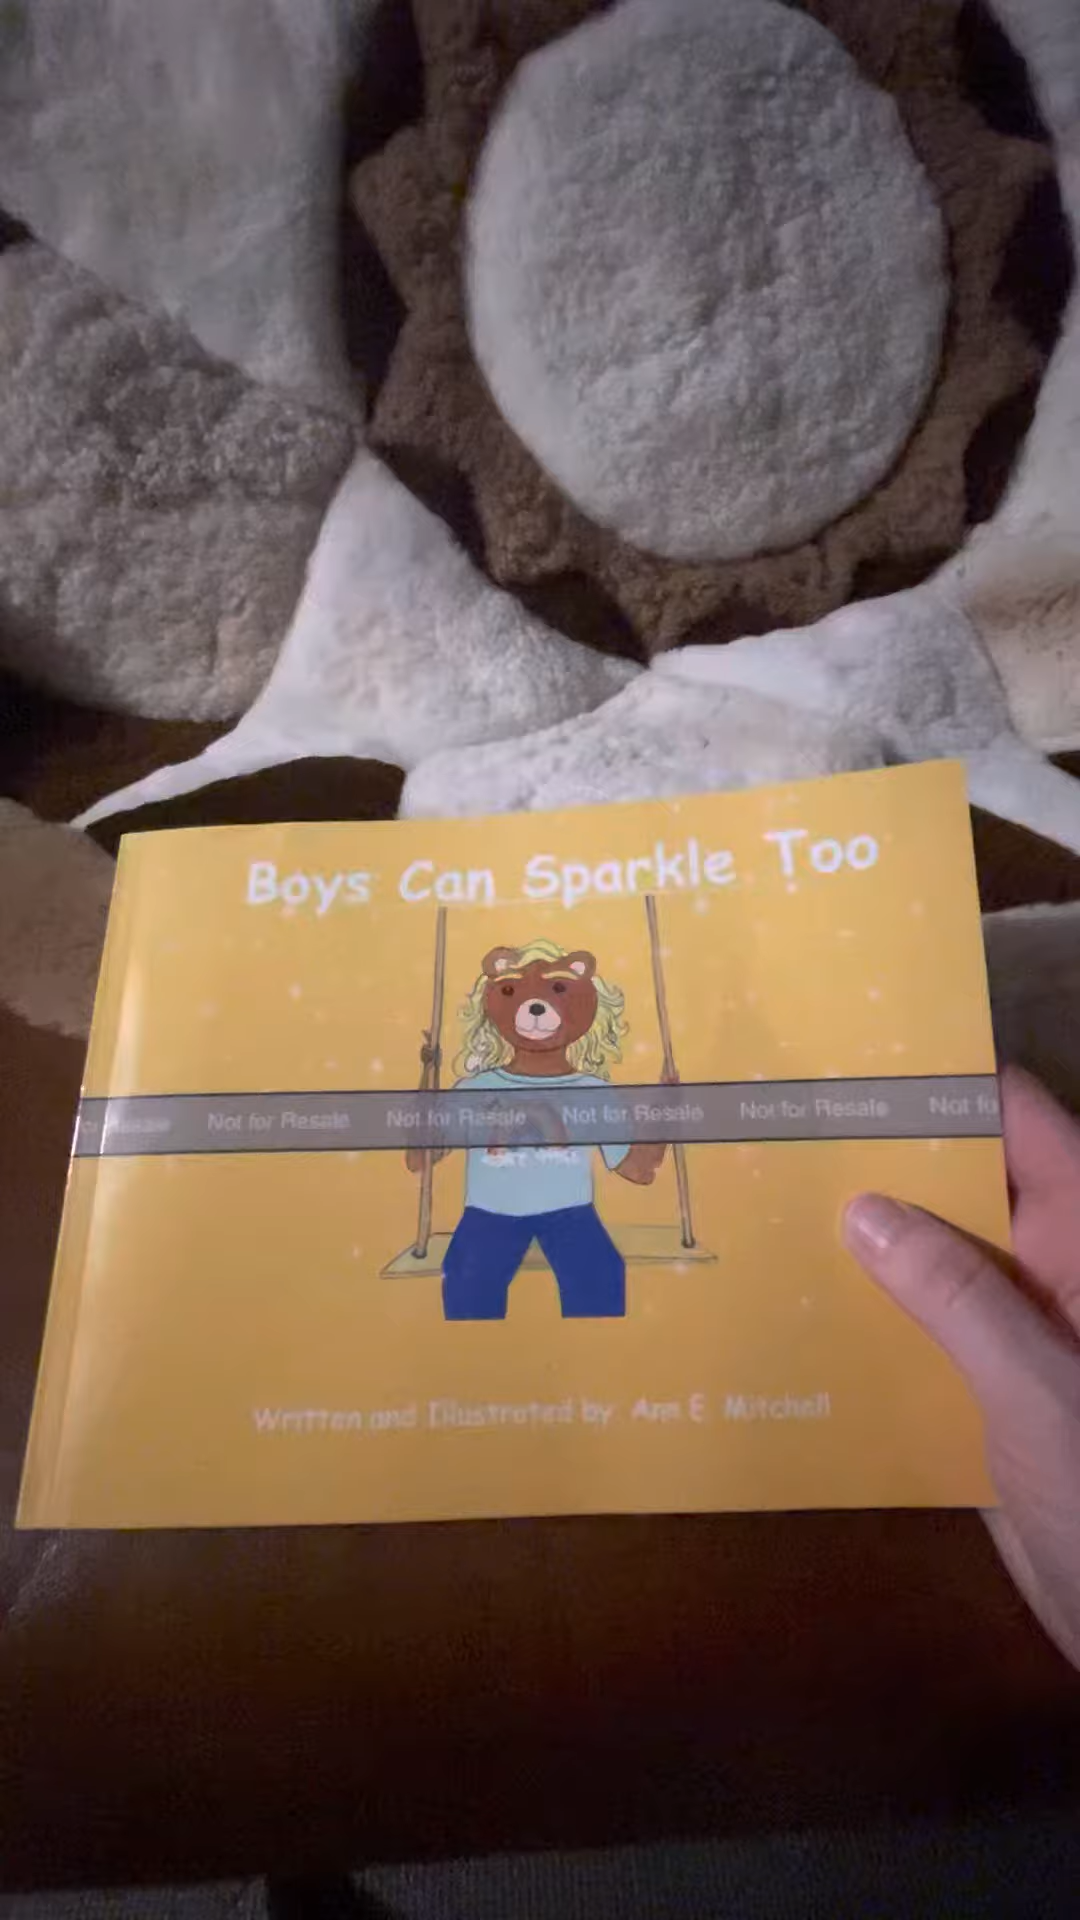 Boys Can Sparkle Too
Not for Resale Not for Resale Not for Resale Not for Resale
Written and Illustrated by Ann E Mitchell